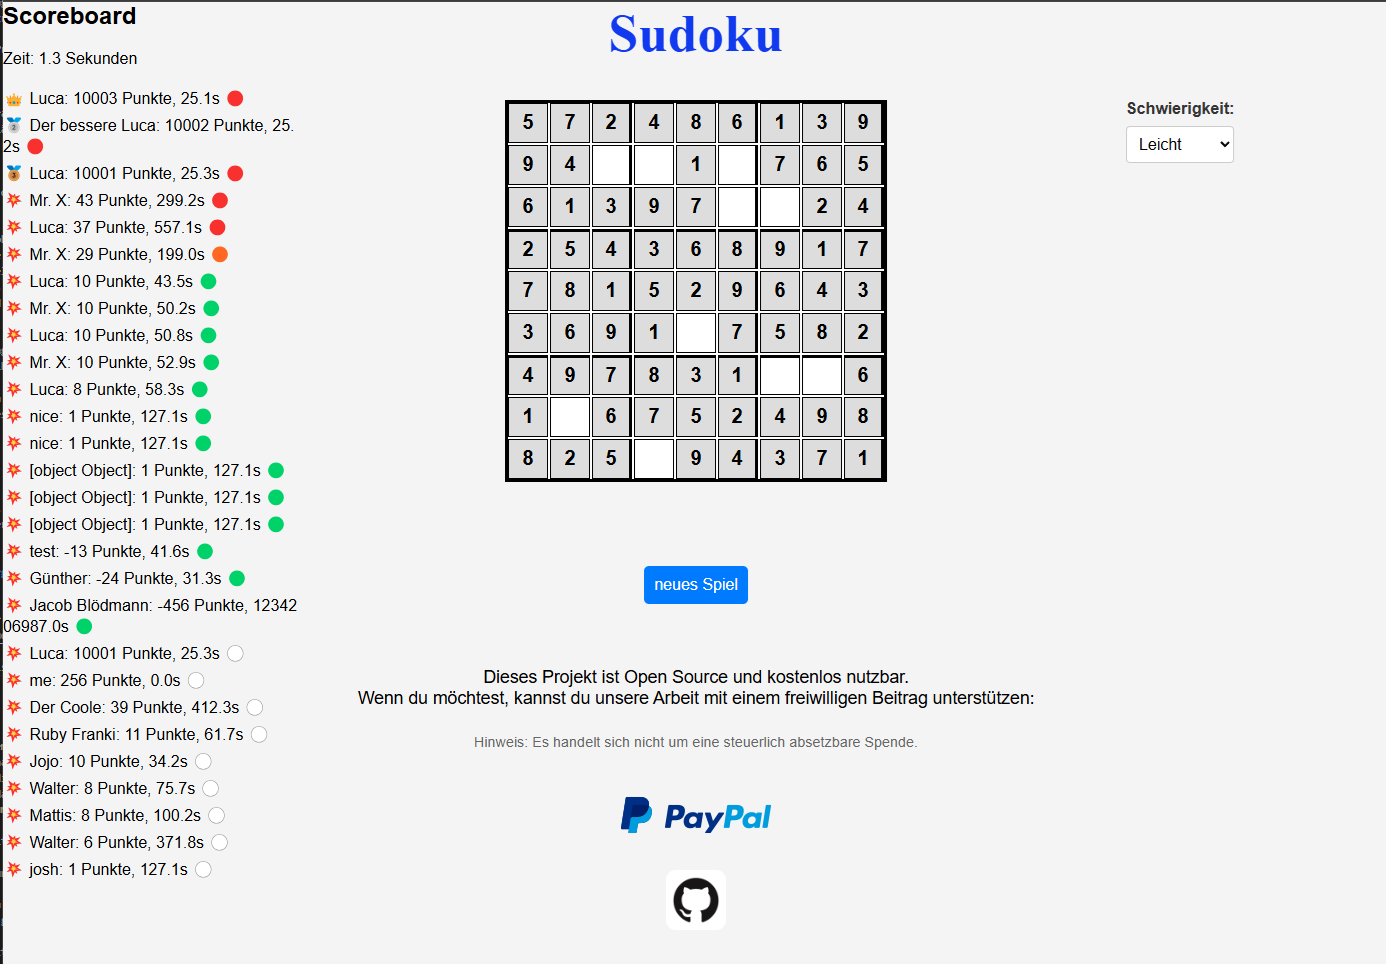 Scoreboard
Zeit: 1.3 Sekunden
Luca: 10003 Punkte, 25.1s
Der bessere Luca: 10002 Punkte, 25.
2s
Luca: 10001 Punkte, 25.3s
Mr. X: 43 Punkte, 299.2s
Luca: 37 Punkte, 557.1s
Mr. X: 29 Punkte, 199.0s
Luca: 10 Punkte, 43.5s
Mr. X: 10 Punkte, 50.2s
Luca: 10 Punkte, 50.8s
Mr. X: 10 Punkte, 52.9s
Luca: 8 Punkte, 58.3s
nice: 1 Punkte, 127.1s
nice: 1 Punkte, 127.1s
[object Object]: 1 Punkte, 127.1s
[object Object]: 1 Punkte, 127.1s
[object Object]: 1 Punkte, 127.1s
test: -13 Punkte, 41.6s
Günther: -24 Punkte, 31.3s
Jacob Blödmann: -456 Punkte, 12342
06987.0s
Luca: 10001 Punkte, 25.3s
me: 256 Punkte, 0.0s
Der Coole: 39 Punkte, 412.3s
Ruby Franki: 11 Punkte, 61.7s
Jojo: 10 Punkte, 34.2s
Walter: 8 Punkte, 75.7s
Mattis: 8 Punkte, 100.2s
Walter: 6 Punkte, 371.8s
josh: 1 Punkte, 127.1s
Sudoku
5 7 2 4 8 6 1 3 9
9 4 1 7 6 5
6 1 3 9 7 2 4
2 5 4 3 6 8 9 1 7
7 8 1 5 2 9 6 4 3
3 6 9 1 7 5 8 2
4 9 7 8 3 1 6
1 6 7 5 2 4 9 8
8 2 5 9 4 3 7 1
neues Spiel
Dieses Projekt ist Open Source und kostenlos nutzbar.
Wenn du möchtest, kannst du unsere Arbeit mit einem freiwilligen Beitrag unterstützen:
Hinweis: Es handelt sich nicht um eine steuerlich absetzbare Spende.
PayPal
Schwierigkeit:
Leicht